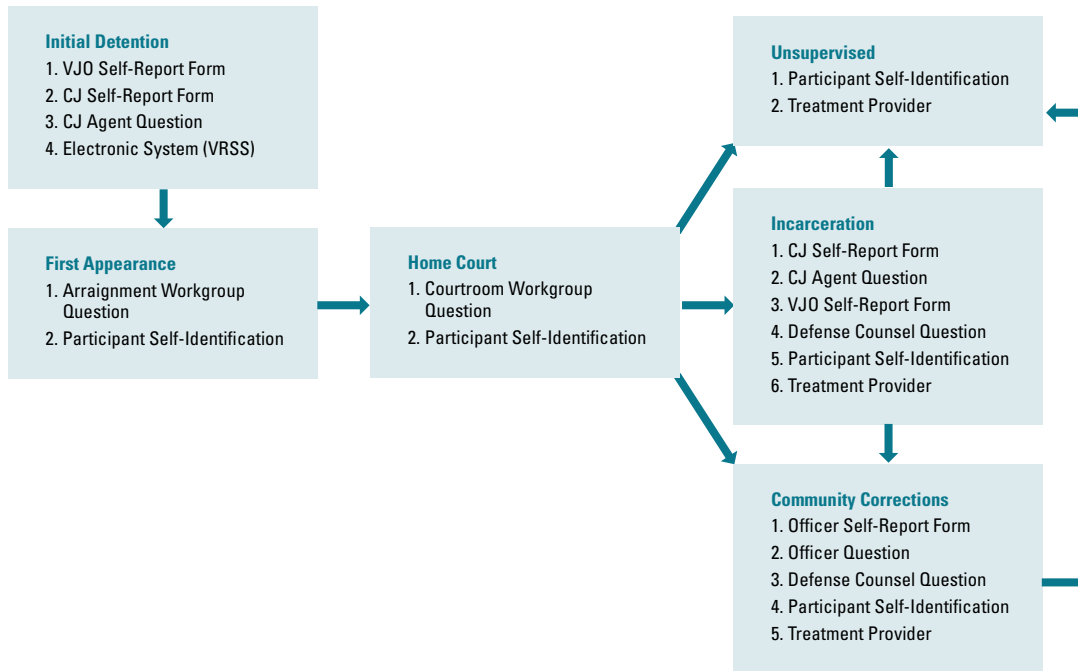 Initial Detention
1. VJO Self-Report Form
2. CJ Self-Report Form
3. CJ Agent Question
4. Electronic System (VRSS)
First Appearance
1. Arraignment Workgroup
Question
2. Participant Self-Identification
Home Court
1. Courtroom Workgroup
Question
2. Participant Self-Identification
Unsupervised
1. Participant Self-Identification
2. Treatment Provider
Incarceration
1. CJ Self-Report Form
2. CJ Agent Question
3. VJO Self-Report Form
4. Defense Counsel Question
5. Participant Self-Identification
6. Treatment Provider
Community Corrections
1. Officer Self-Report Form
2. Officer Question
3. Defense Counsel Question
4. Participant Self-Identification
5. Treatment Provider